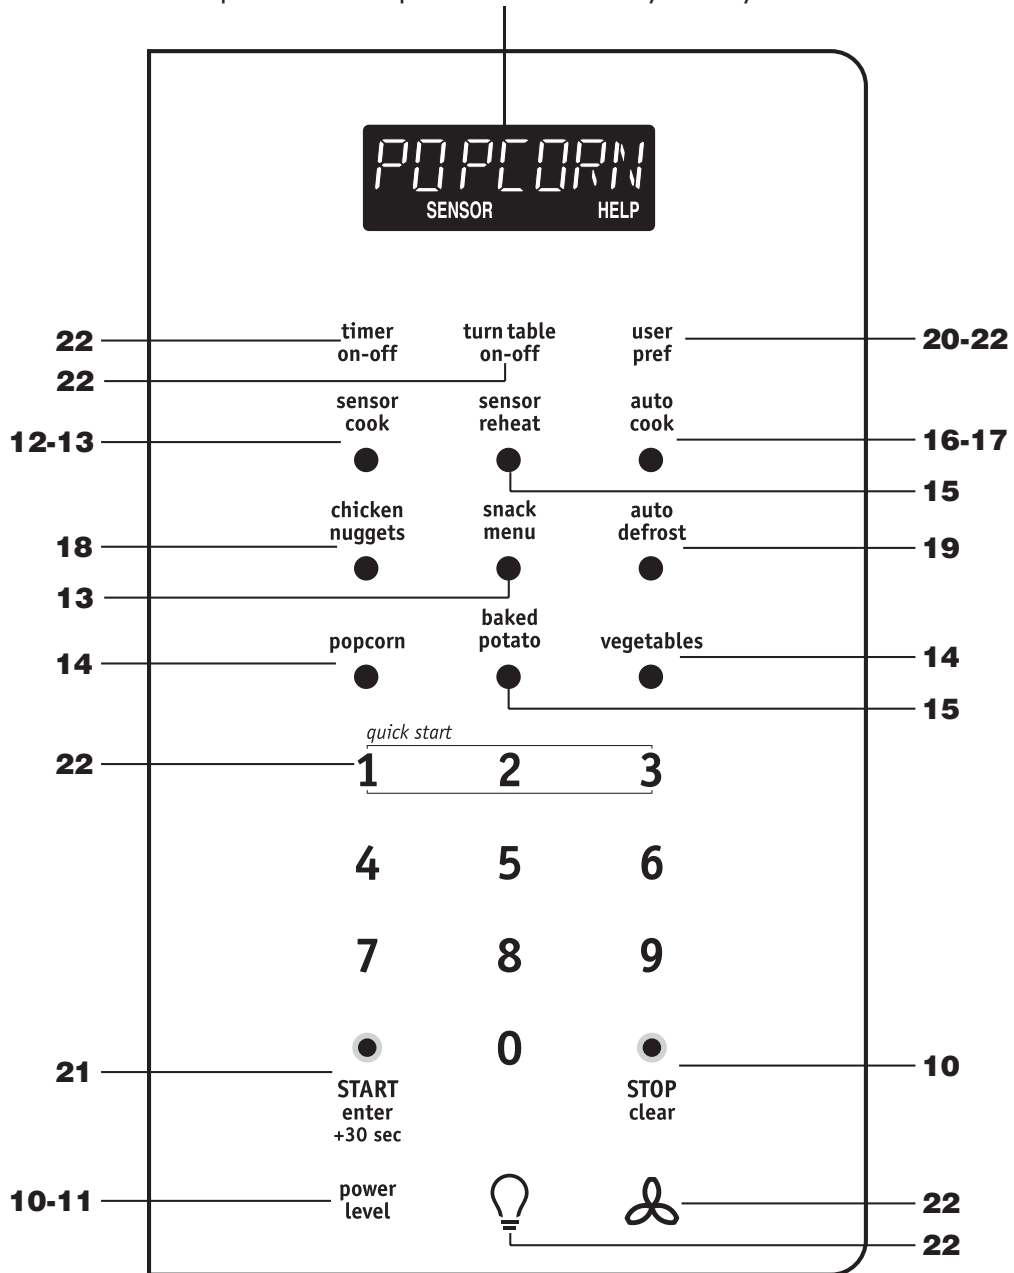 POPCORN
SENSOR HELP
22 timer turn table user 20-22
on-off on-off pref
22
sensor sensor auto
12-13 cook reheat cook 16-17
15
chicken snack auto
18 nuggets menu defrost 19
13
baked
popcorn potato vegetables
14 14
15
quick start
22 1 2 3
4 5 6
7 8 9
0
21 10
START STOP
enter clear
+30 sec
10-11 power 22
level
22